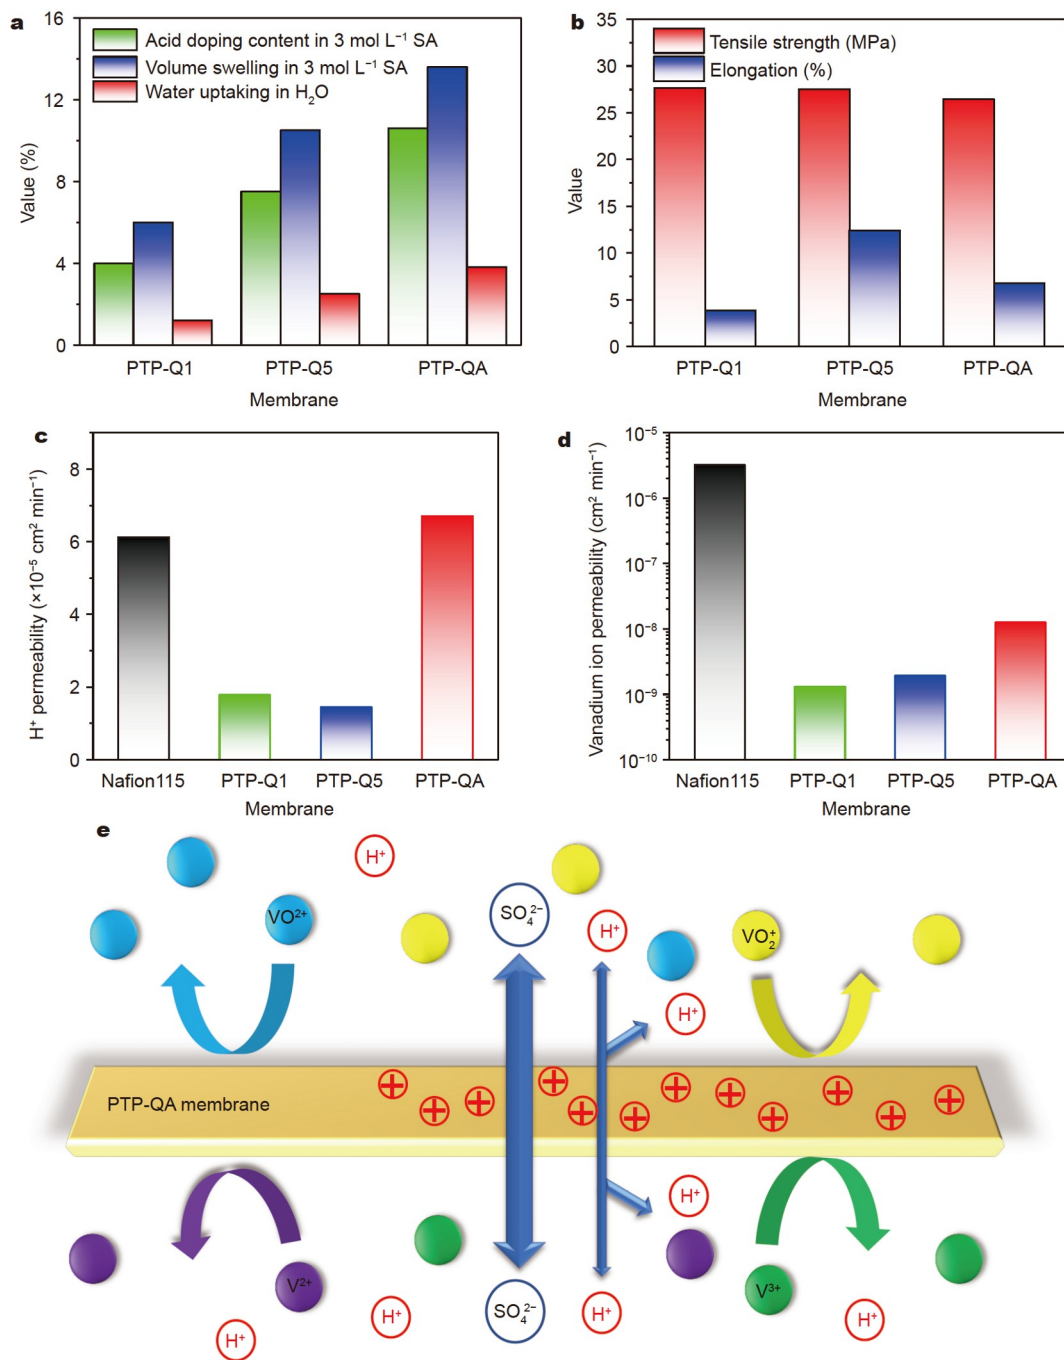 a
16
12
8
4
0
Value (%)
Acid doping content in 3 mol L⁻¹ SA
Volume swelling in 3 mol L⁻¹ SA
Water uptaking in H₂O
PTP-Q1 PTP-Q5 PTP-QA
Membrane
b
35
30
25
20
15
10
5
0
Value
Tensile strength (MPa)
Elongation (%)
PTP-Q1 PTP-Q5 PTP-QA
Membrane
c
8
6
4
2
0
H⁺ permeability (×10⁻⁵ cm² min⁻¹)
Nafion115 PTP-Q1 PTP-Q5 PTP-QA
Membrane
d
10⁻⁵
10⁻⁶
10⁻⁷
10⁻⁸
10⁻⁹
10⁻¹⁰
Vanadium ion permeability (cm² min⁻¹)
Nafion115 PTP-Q1 PTP-Q5 PTP-QA
Membrane
e
H⁺
VO²⁺
SO₄²⁻
H⁺
VO₂⁺
H⁺
PTP-QA membrane
H⁺
V²⁺
V³⁺
H⁺
SO₄²⁻
H⁺
H⁺
H⁺